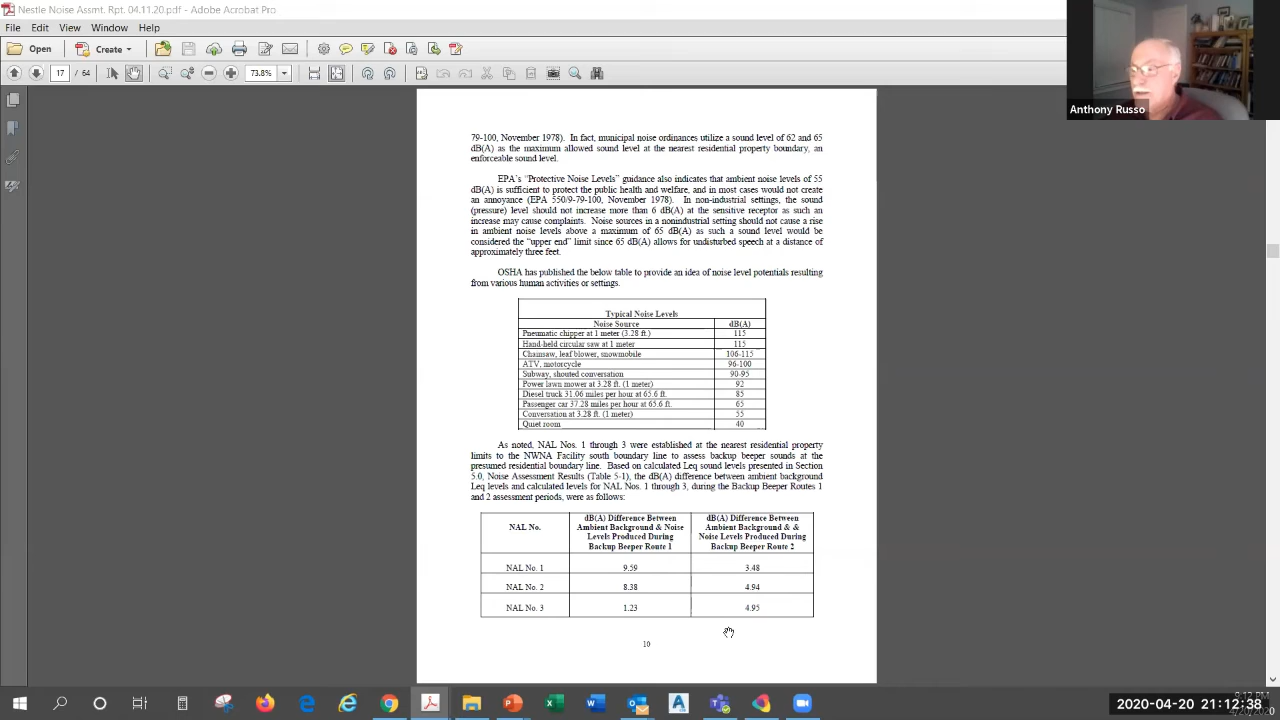 Nestle Noise Assmt. Rpt. 04.11.20.pdf - Adobe Acrobat Pro
File Edit View Window Help
Open Create
17 / 64 73.8%
Anthony Russo
79-100, November 1978). In fact, municipal noise ordinances utilize a sound level of 62 and 65
dB(A) as the maximum allowed sound level at the nearest residential property boundary, an
enforceable sound level.
EPA's "Protective Noise Levels" guidance also indicates that ambient noise levels of 55
dB(A) is sufficient to protect the public health and welfare, and in most cases would not create
an annoyance (EPA 550/9-79-100, November 1978). In non-industrial settings, the sound
(pressure) level should not increase more than 6 dB(A) at the sensitive receptor as such an
increase may cause complaints. Noise sources in a nonindustrial setting should not cause a rise
in ambient noise levels above a maximum of 65 dB(A) as such a sound level would be
considered the "upper end" limit since 65 dB(A) allows for undisturbed speech at a distance of
approximately three feet.
OSHA has published the below table to provide an idea of noise level potentials resulting
from various human activities or settings.
Typical Noise Levels
Noise Source dB(A)
Pneumatic chipper at 1 meter (3.28 ft.) 115
Hand-held circular saw at 1 meter 115
Chainsaw, leaf blower, snowmobile 106-115
ATV, motorcycle 96-100
Subway, shouted conversation 90-95
Power lawn mower at 3.28 ft. (1 meter) 92
Diesel truck 31.06 miles per hour at 65.6 ft. 85
Passenger car 37.28 miles per hour at 65.6 ft. 65
Conversation at 3.28 ft. (1 meter) 55
Quiet room 40
As noted, NAL Nos. 1 through 3 were established at the nearest residential property
limits to the NWNA Facility south boundary line to assess backup beeper sounds at the
presumed residential boundary line. Based on calculated Leq sound levels presented in Section
5.0, Noise Assessment Results (Table 5-1), the dB(A) difference between ambient background
Leq levels and calculated levels for NAL Nos. 1 through 3, during the Backup Beeper Routes 1
and 2 assessment periods, were as follows:
NAL No.
dB(A) Difference Between
Ambient Background & Noise
Levels Produced During
Backup Beeper Route 1
dB(A) Difference Between
Ambient Background & &
Noise Levels Produced During
Backup Beeper Route 2
NAL No. 1 9.59 3.48
NAL No. 2 8.38 4.94
NAL No. 3 1.23 4.95
10
2020-04-20 21:12:38